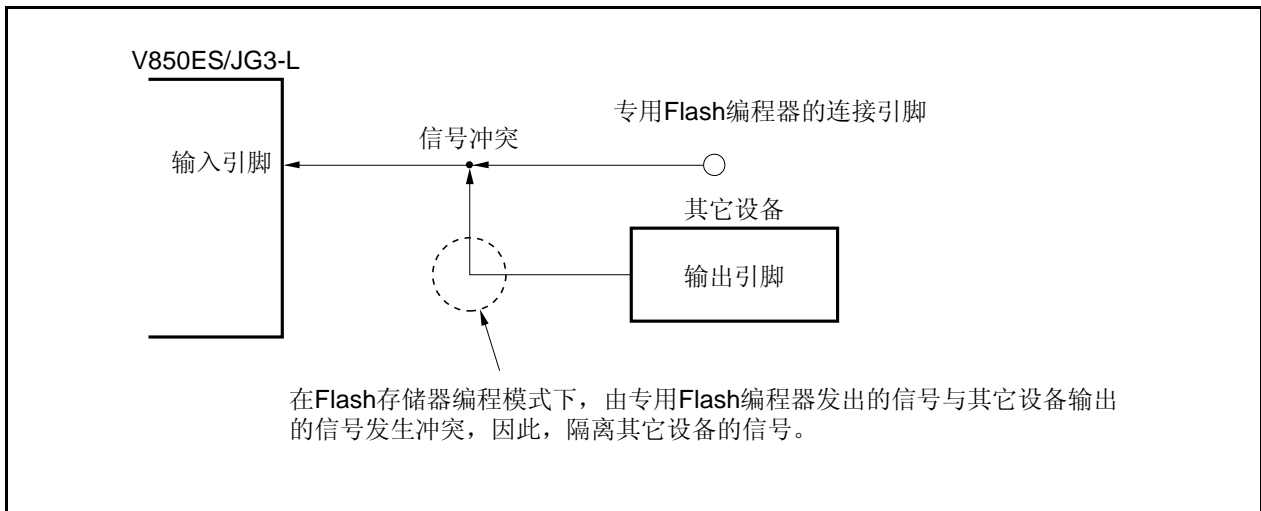 V850ES/JG3-L
专用Flash编程器的连接引脚
信号冲突
输入引脚
其它设备
输出引脚
在Flash存储器编程模式下，由专用Flash编程器发出的信号与其它设备输出
的信号发生冲突，因此，隔离其它设备的信号。